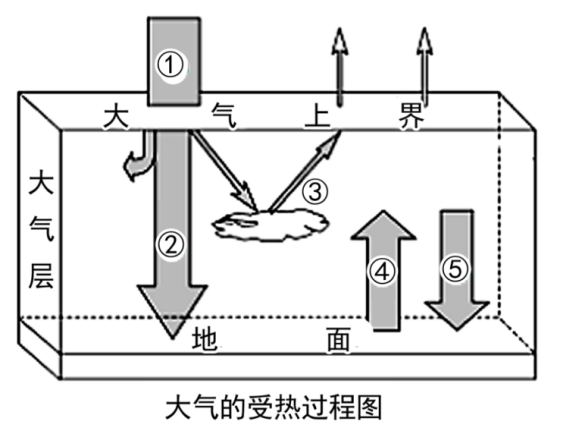 ①
大 气 上 界
③
大气层
②
④
⑤
地 面
大气的受热过程图